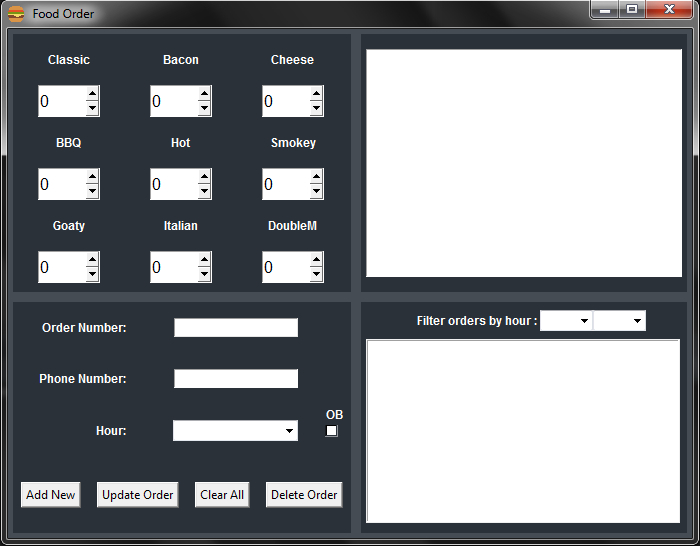 Food Order
Classic Bacon Cheese
0 0 0
BBQ Hot Smokey
0 0 0
Goaty Italian DoubleM
0 0 0
Order Number:
Phone Number:
Hour:
OB
Add New Update Order Clear All Delete Order
Filter orders by hour :